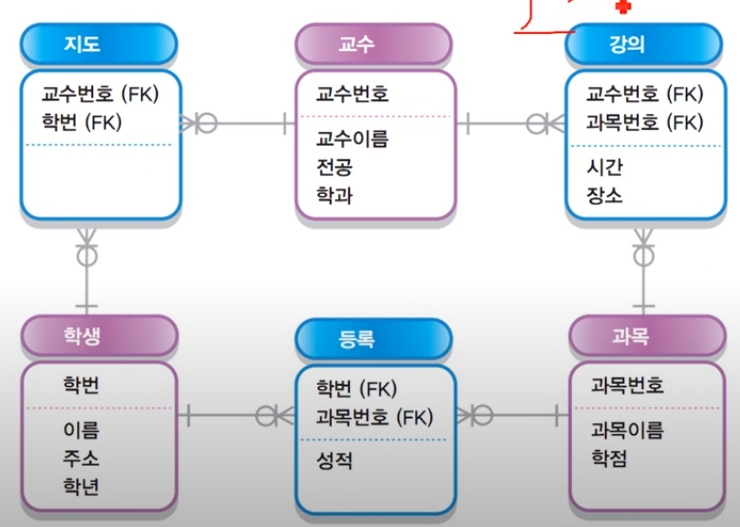 지도
교수번호 (FK)
학번 (FK)
교수
교수번호
교수이름
전공
학과
강의
교수번호 (FK)
과목번호 (FK)
시간
장소
학생
학번
이름
주소
학년
등록
학번 (FK)
과목번호 (FK)
성적
과목
과목번호
과목이름
학점